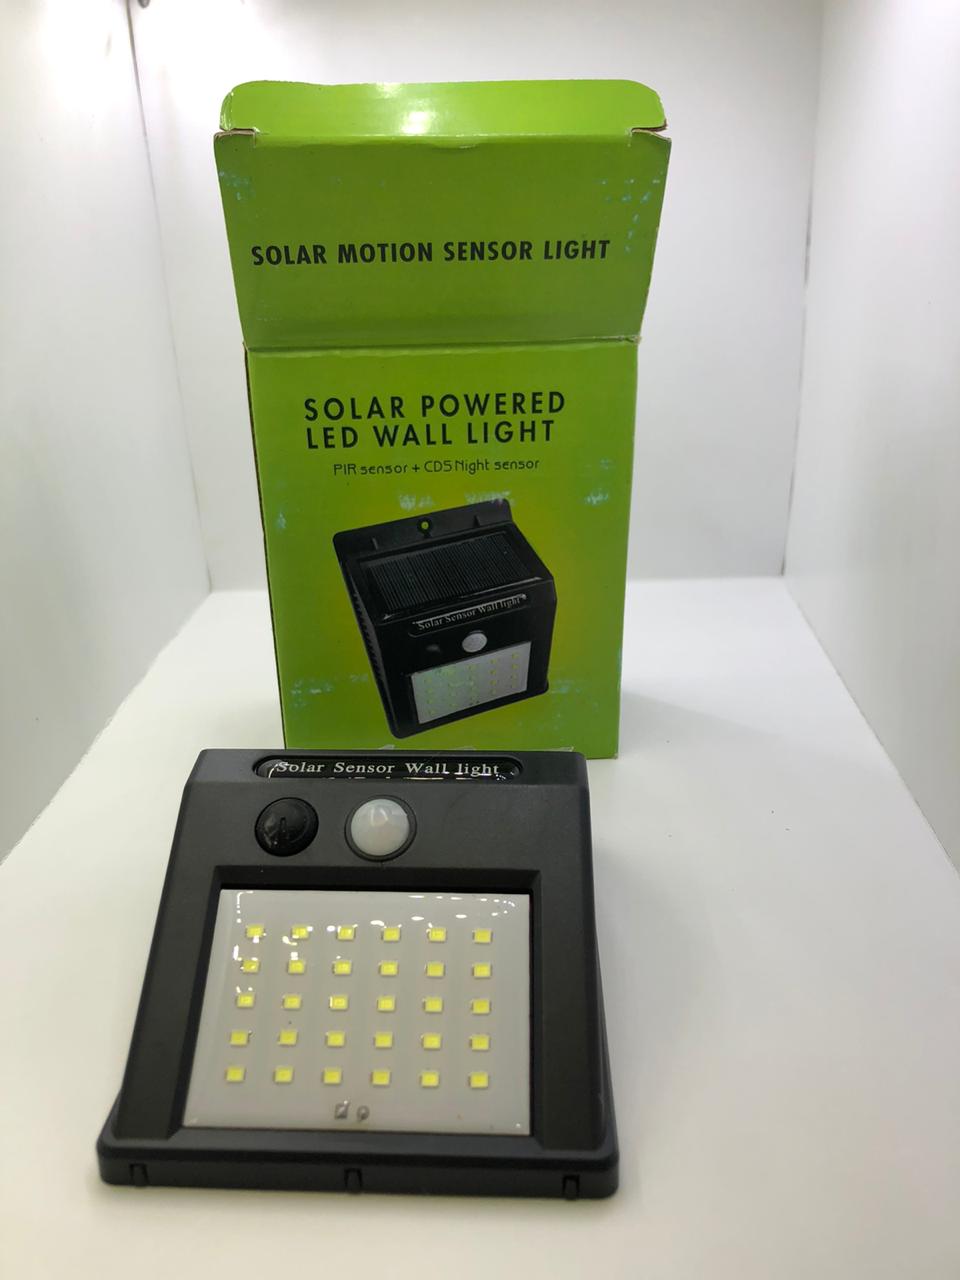 SOLAR MOTION SENSOR LIGHT
SOLAR POWERED
LED WALL LIGHT
PIR sensor + CDS Night sensor
Solar Sensor Wall light
Solar Sensor Wall light